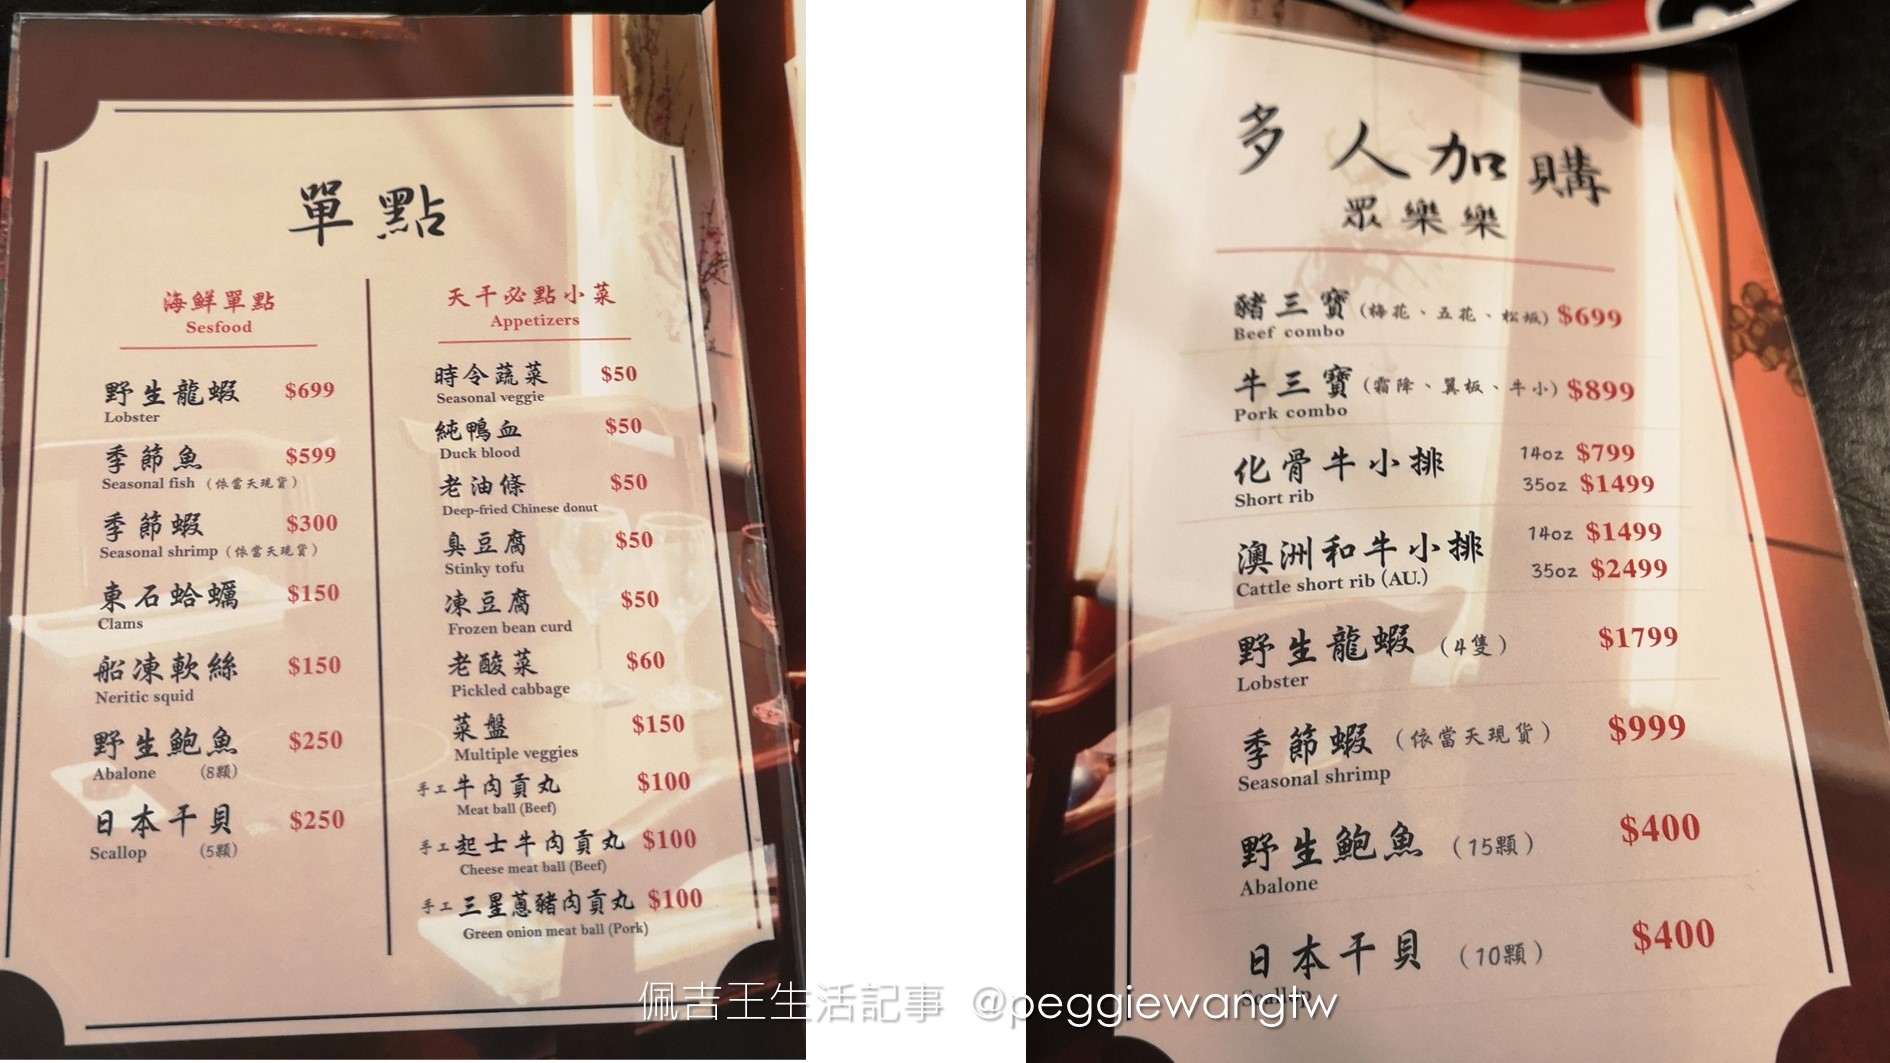 單點
海鮮單點
Sesfood
野生龍蝦 $699
Lobster
季節魚 $599
Seasonal fish (依當天現貨)
季節蝦 $300
Seasonal shrimp (依當天現貨)
東石蛤蠣 $150
Clams
船凍軟絲 $150
Neritic squid
野生鮑魚 $250
Abalone (8顆)
日本干貝 $250
Scallop (5顆)
天干必點小菜
Appetizers
時令蔬菜 $50
Seasonal veggie
純鴨血 $50
Duck blood
老油條 $50
Deep-fried Chinese donut
臭豆腐 $50
Stinky tofu
凍豆腐 $50
Frozen bean curd
老酸菜 $60
Pickled cabbage
菜盤 $150
Multiple veggies
手工牛肉貢丸 $100
Meat ball (Beef)
手工起士牛肉貢丸 $100
Cheese meat ball (Beef)
手工三星蔥豬肉貢丸 $100
Green onion meat ball (Pork)
多人加購
眾樂樂
豬三寶 (梅花、五花、松阪) $699
Beef combo
牛三寶 (霜降、翼板、牛小) $899
Pork combo
化骨牛小排 14oz $799
35oz $1499
Short rib
澳洲和牛小排 14oz $1499
35oz $2499
Cattle short rib (AU.)
野生龍蝦 (4隻) $1799
Lobster
季節蝦 (依當天現貨) $999
Seasonal shrimp
野生鮑魚 (15顆) $400
Abalone
日本干貝 (10顆) $400
Scallop
佩吉王生活記事 @peggiewangtw